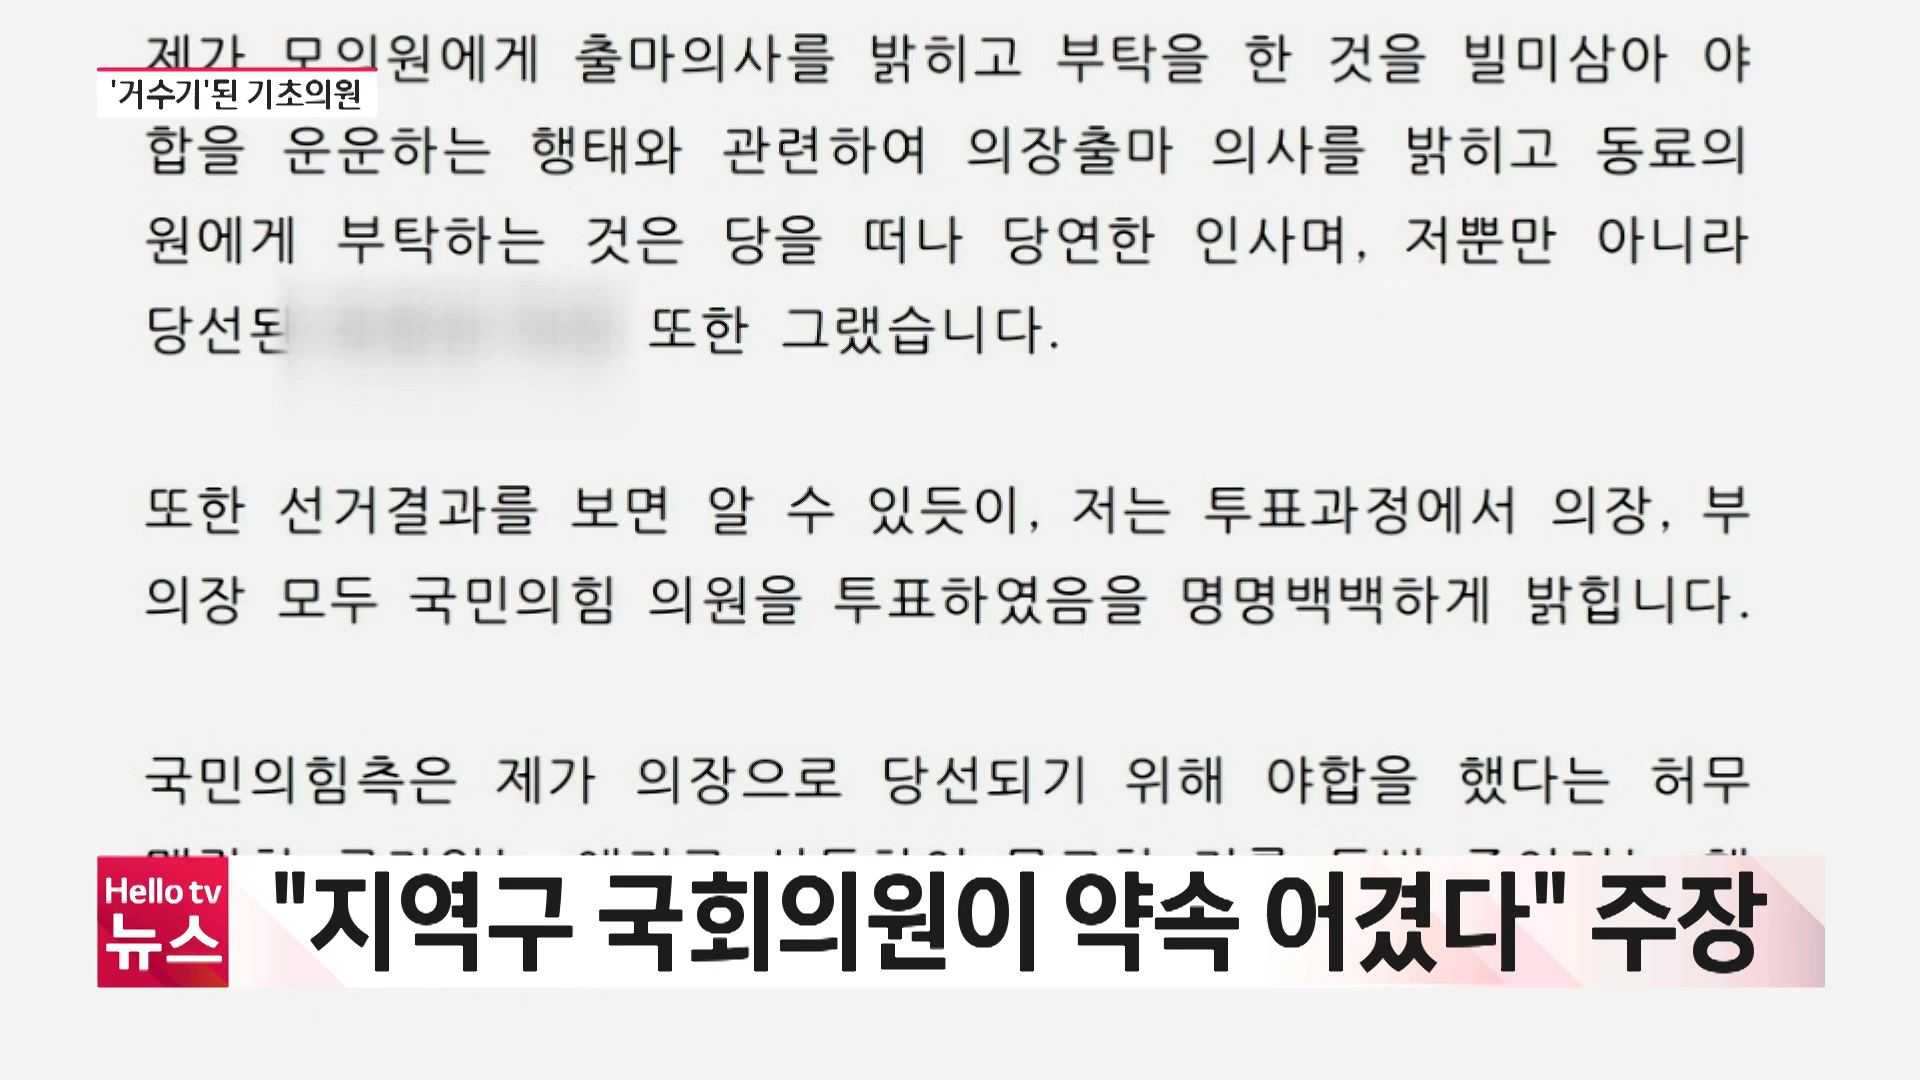 제가 모의원에게 출마의사를 밝히고 부탁을 한 것을 빌미삼아 야
'거수기'된 기초의원
합을 운운하는 행태와 관련하여 의장출마 의사를 밝히고 동료의
원에게 부탁하는 것은 당을 떠나 당연한 인사며, 저뿐만 아니라
당선된 또한 그랬습니다.
또한 선거결과를 보면 알 수 있듯이, 저는 투표과정에서 의장, 부
의장 모두 국민의힘 의원을 투표하였음을 명명백백하게 밝힙니다.
국민의힘측은 제가 의장으로 당선되기 위해 야합을 했다는 허무
Hello tv
뉴스
"지역구 국회의원이 약속 어겼다" 주장